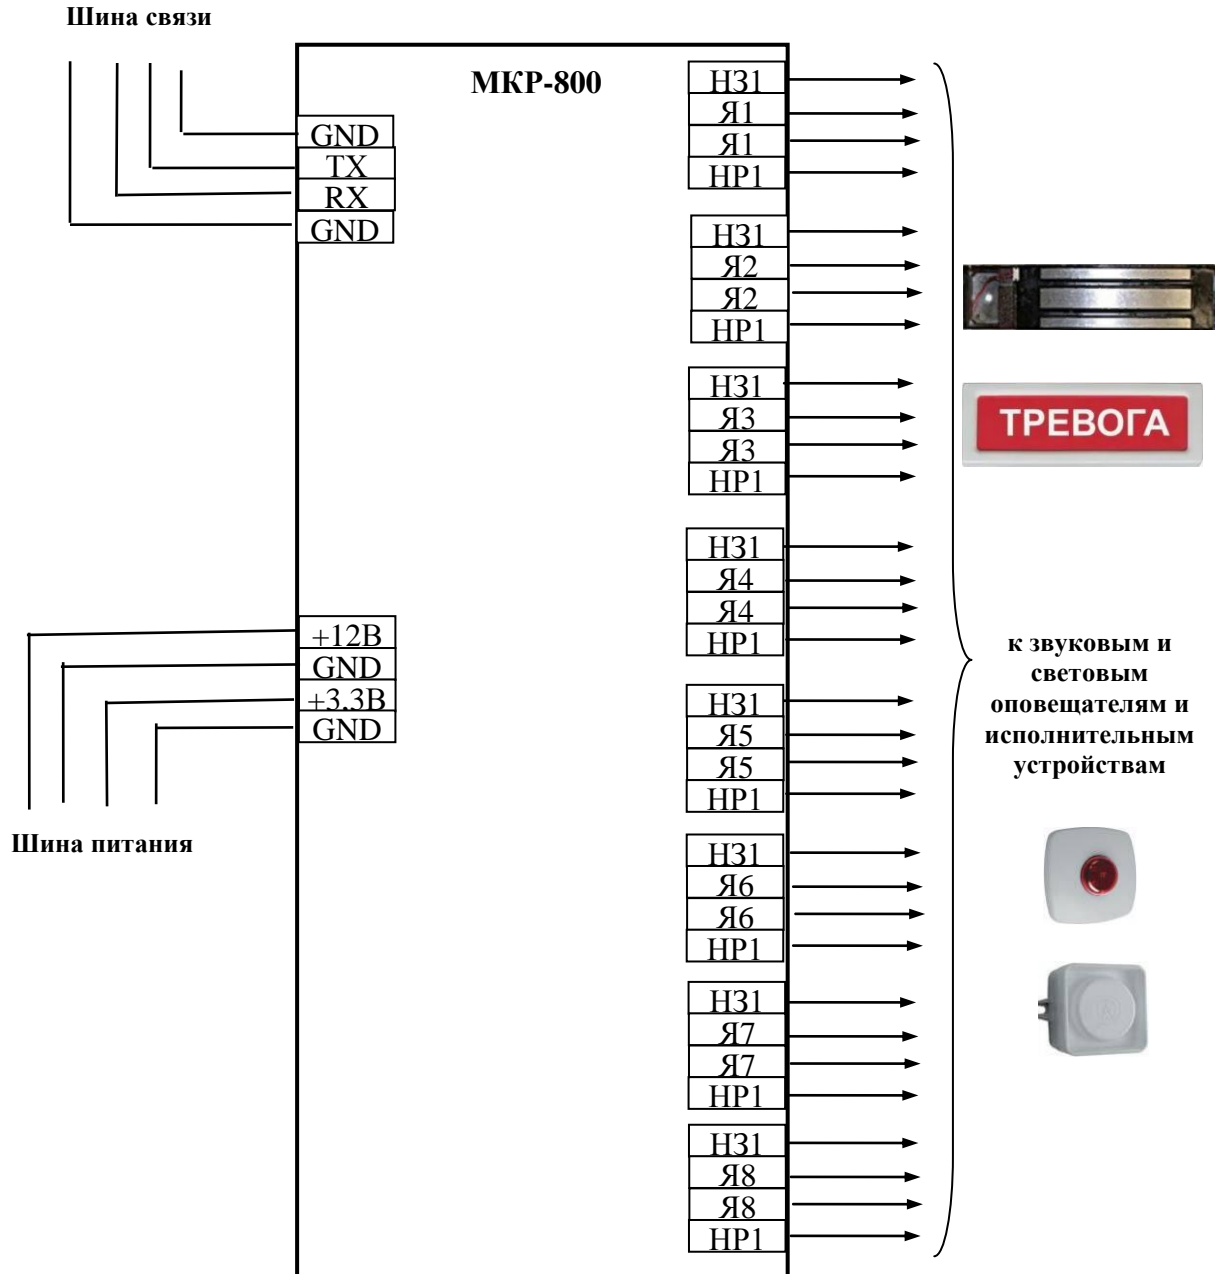 Шина связи
МКР-800
GND
TX
RX
GND
+12В
GND
+3.3В
GND
Шина питания
НЗ1
Я1
Я1
НР1
НЗ1
Я2
Я2
НР1
НЗ1
Я3
Я3
НР1
НЗ1
Я4
Я4
НР1
НЗ1
Я5
Я5
НР1
НЗ1
Я6
Я6
НР1
НЗ1
Я7
Я7
НР1
НЗ1
Я8
Я8
НР1
ТРЕВОГА
к звуковым и
световым
оповещателям и
исполнительным
устройствам